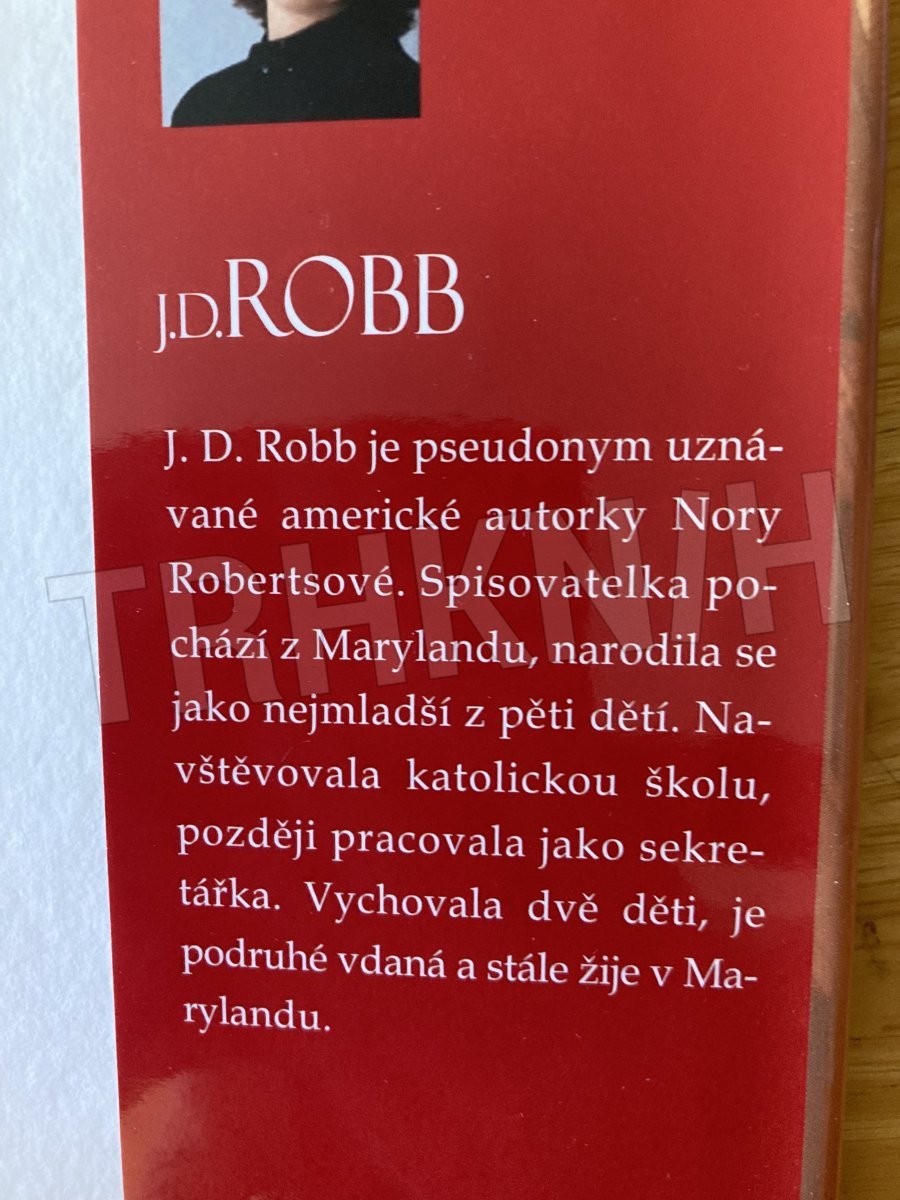 J.D.ROBB
J. D. Robb je pseudonym uzná-
vané americké autorky Nory
Robertsové. Spisovatelka po-
chází z Marylandu, narodila se
jako nejmladší z pěti dětí. Na-
vštěvovala katolickou školu,
později pracovala jako sekre-
tářka. Vychovala dvě děti, je
podruhé vdaná a stále žije v Ma-
rylandu.
TRHKNIH